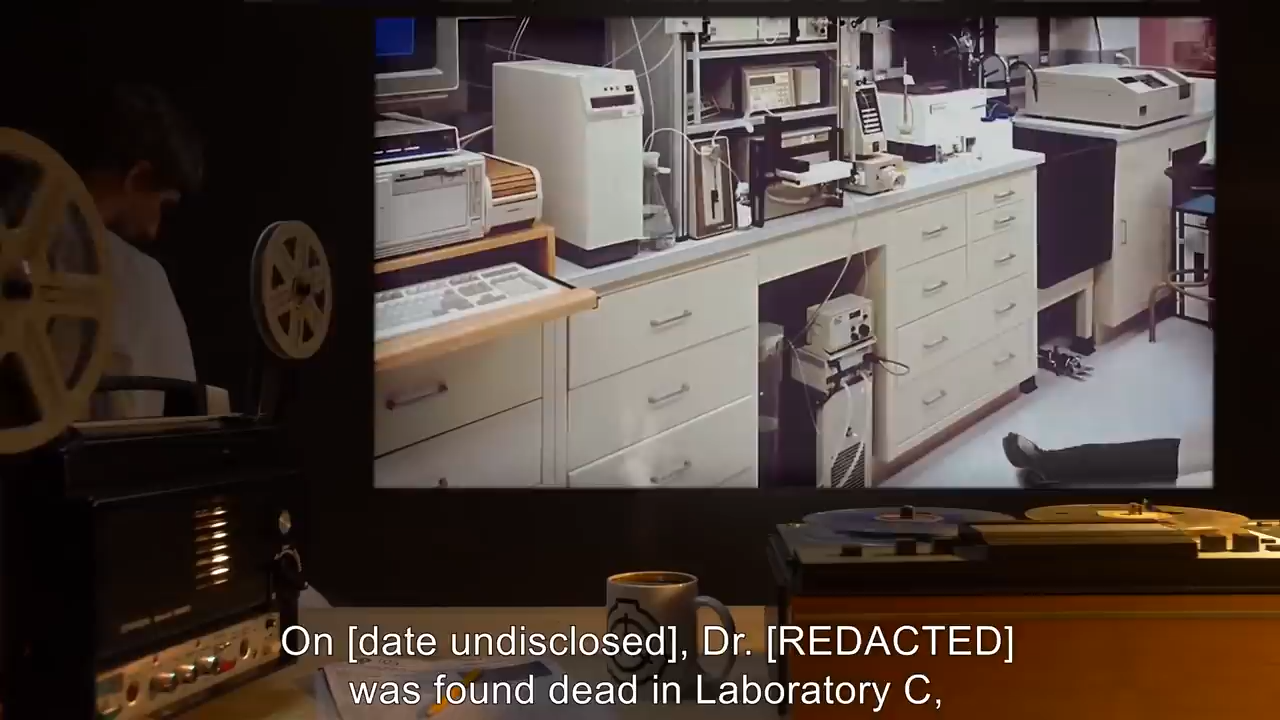 On [date undisclosed], Dr. [REDACTED]
was found dead in Laboratory C,